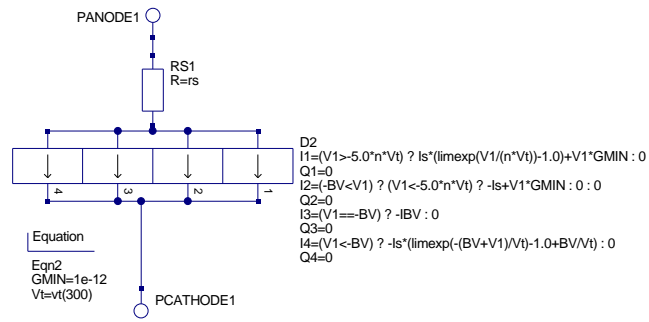 PANODE1
RS1
R=rs
4
3
2
1
D2
I1=(V1>-5.0*n*Vt) ? Is*(limexp(V1/(n*Vt))-1.0)+V1*GMIN : 0
Q1=0
I2=(-BV<V1) ? (V1<-5.0*n*Vt) ? -Is+V1*GMIN : 0 : 0
Q2=0
I3=(V1==-BV) ? -IBV : 0
Q3=0
I4=(V1<-BV) ? -Is*(limexp(-(BV+V1)/Vt)-1.0+BV/Vt) : 0
Q4=0
Equation
Eqn2
GMIN=1e-12
Vt=vt(300)
PCATHODE1